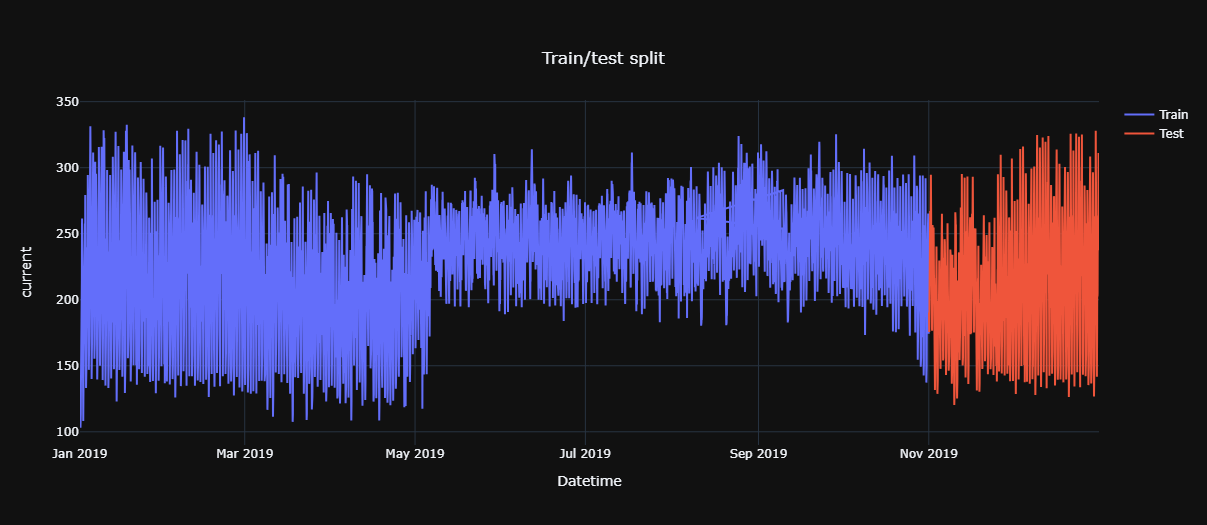 Train/test split
350
300
250
200
150
100
current
Jan 2019
Mar 2019
May 2019
Jul 2019
Sep 2019
Nov 2019
Datetime
Train
Test